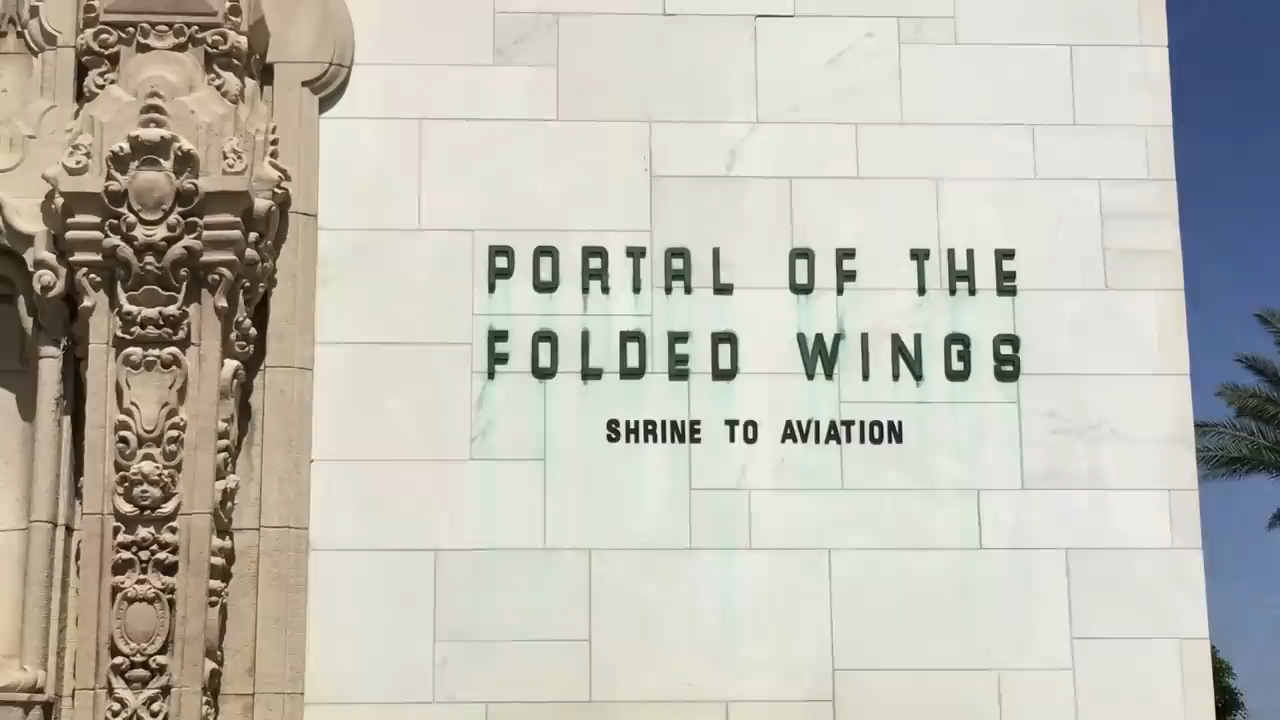 PORTAL OF THE
FOLDED WINGS
SHRINE TO AVIATION